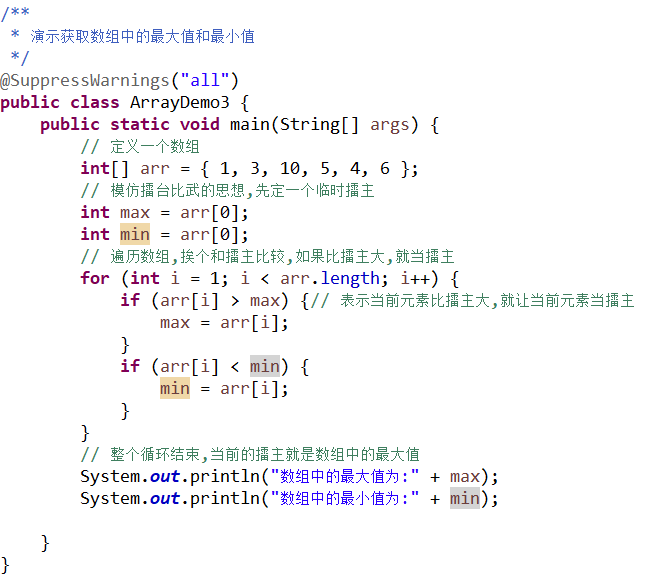 /**
 * 演示获取数组中的最大值和最小值
 */
@SuppressWarnings("all")
public class ArrayDemo3 {
    public static void main(String[] args) {
        // 定义一个数组
        int[] arr = { 1, 3, 10, 5, 4, 6 };
        // 模仿擂台比武的思想,先定一个临时擂主
        int max = arr[0];
        int min = arr[0];
        // 遍历数组,挨个和擂主比较,如果比擂主大,就当擂主
        for (int i = 1; i < arr.length; i++) {
            if (arr[i] > max) {// 表示当前元素比擂主大,就让当前元素当擂主
                max = arr[i];
            }
            if (arr[i] < min) {
                min = arr[i];
            }
        }
        // 整个循环结束,当前的擂主就是数组中的最大值
        System.out.println("数组中的最大值为:" + max);
        System.out.println("数组中的最小值为:" + min);

    }
}